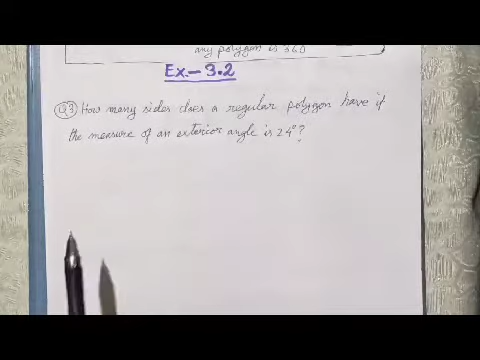 any polygon is 360
Ex.- 3.2
Q3 How many sides does a regular polygon have if
the measure of an exterior angle is 24°?